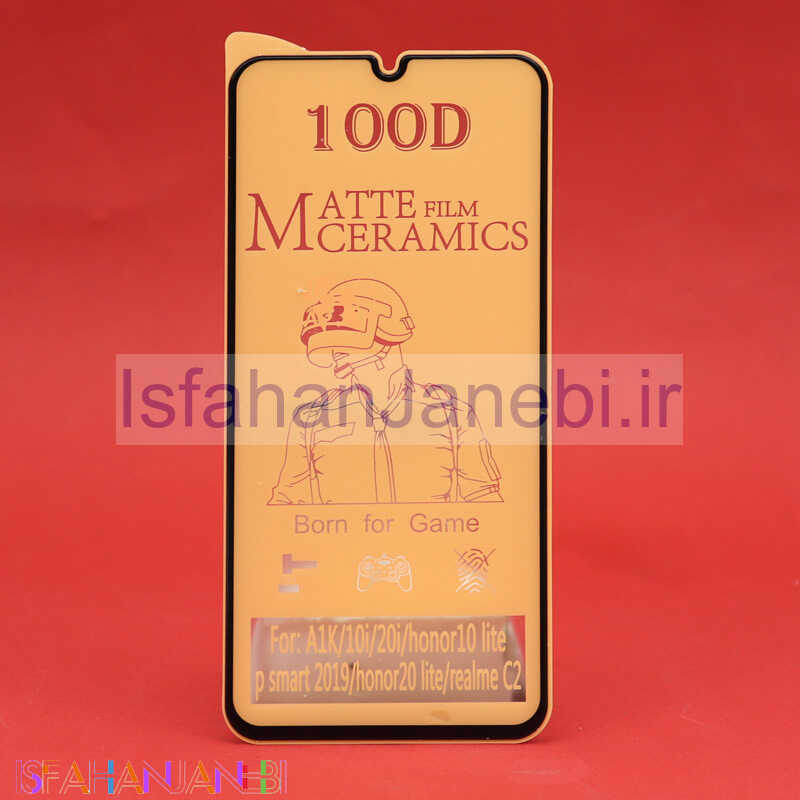 100D
MATTE FILM
CERAMICS
IsfahanJanebi.ir
Born for Game
For: A1K/10i/20i/honor10 lite
p smart 2019/honor20 lite/realme C2
ISFAHANJANEBI